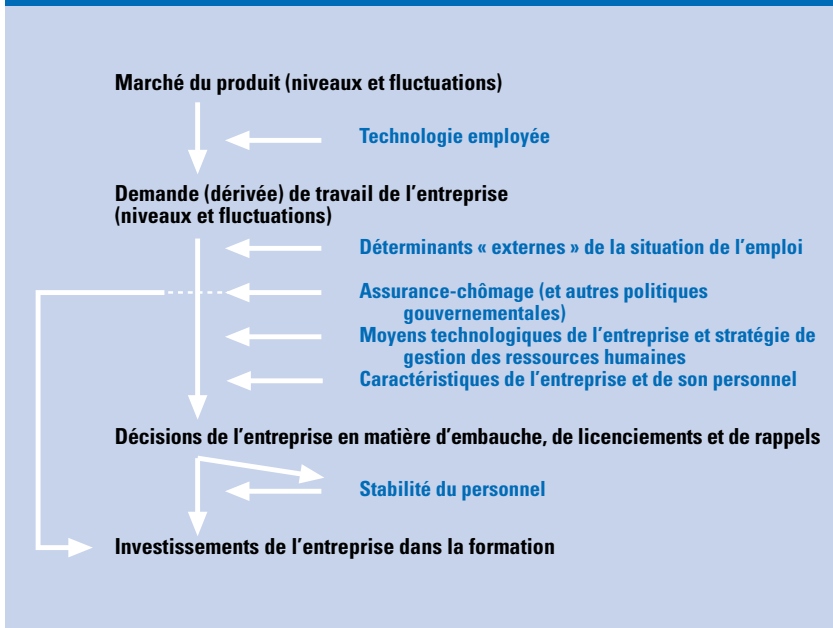 Marché du produit (niveaux et fluctuations)
Technologie employée
Demande (dérivée) de travail de l'entreprise
(niveaux et fluctuations)
Déterminants « externes » de la situation de l'emploi
Assurance-chômage (et autres politiques
gouvernementales)
Moyens technologiques de l'entreprise et stratégie de
gestion des ressources humaines
Caractéristiques de l'entreprise et de son personnel
Décisions de l'entreprise en matière d'embauche, de licenciements et de rappels
Stabilité du personnel
Investissements de l'entreprise dans la formation